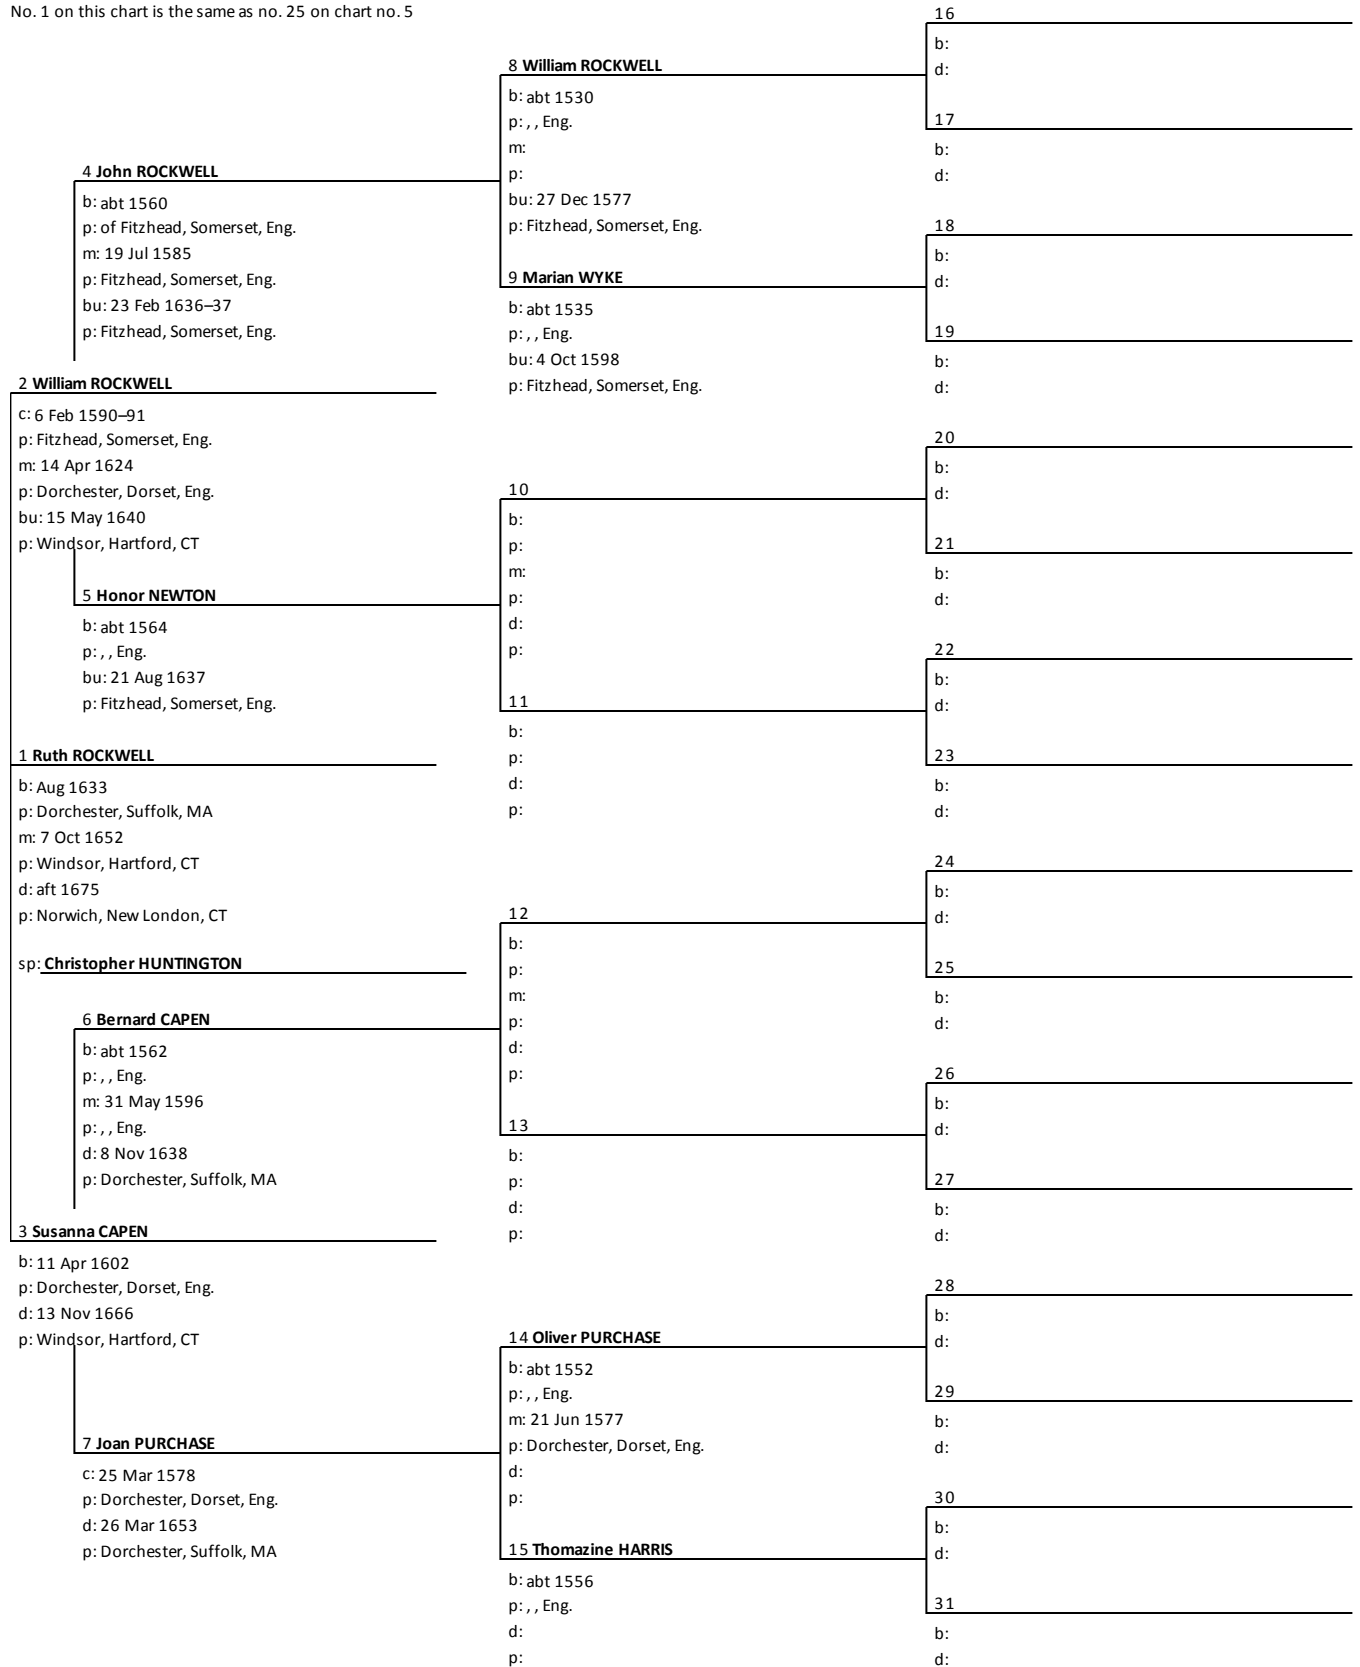 No. 1 on this chart is the same as no. 25 on chart no. 5
1 Ruth ROCKWELL
b: Aug 1633
p: Dorchester, Suffolk, MA
m: 7 Oct 1652
p: Windsor, Hartford, CT
d: aft 1675
p: Norwich, New London, CT
sp: Christopher HUNTINGTON
2 William ROCKWELL
c: 6 Feb 1590–91
p: Fitzhead, Somerset, Eng.
m: 14 Apr 1624
p: Dorchester, Dorset, Eng.
bu: 15 May 1640
p: Windsor, Hartford, CT
3 Susanna CAPEN
b: 11 Apr 1602
p: Dorchester, Dorset, Eng.
d: 13 Nov 1666
p: Windsor, Hartford, CT
4 John ROCKWELL
b: abt 1560
p: of Fitzhead, Somerset, Eng.
m: 19 Jul 1585
p: Fitzhead, Somerset, Eng.
bu: 23 Feb 1636–37
p: Fitzhead, Somerset, Eng.
5 Honor NEWTON
b: abt 1564
p: , , Eng.
bu: 21 Aug 1637
p: Fitzhead, Somerset, Eng.
6 Bernard CAPEN
b: abt 1562
p: , , Eng.
m: 31 May 1596
p: , , Eng.
d: 8 Nov 1638
p: Dorchester, Suffolk, MA
7 Joan PURCHASE
c: 25 Mar 1578
p: Dorchester, Dorset, Eng.
d: 26 Mar 1653
p: Dorchester, Suffolk, MA
8 William ROCKWELL
b: abt 1530
p: , , Eng.
m:
p:
bu: 27 Dec 1577
p: Fitzhead, Somerset, Eng.
9 Marian WYKE
b: abt 1535
p: , , Eng.
bu: 4 Oct 1598
p: Fitzhead, Somerset, Eng.
10
b:
p:
m:
p:
d:
p:
11
b:
p:
d:
p:
12
b:
p:
m:
p:
d:
p:
13
b:
p:
d:
p:
14 Oliver PURCHASE
b: abt 1552
p: , , Eng.
m: 21 Jun 1577
p: Dorchester, Dorset, Eng.
d:
p:
15 Thomazine HARRIS
b: abt 1556
p: , , Eng.
d:
p:
16
b:
d:
17
b:
d:
18
b:
d:
19
b:
d:
20
b:
d:
21
b:
d:
22
b:
d:
23
b:
d:
24
b:
d:
25
b:
d:
26
b:
d:
27
b:
d:
28
b:
d:
29
b:
d:
30
b:
d:
31
b:
d: